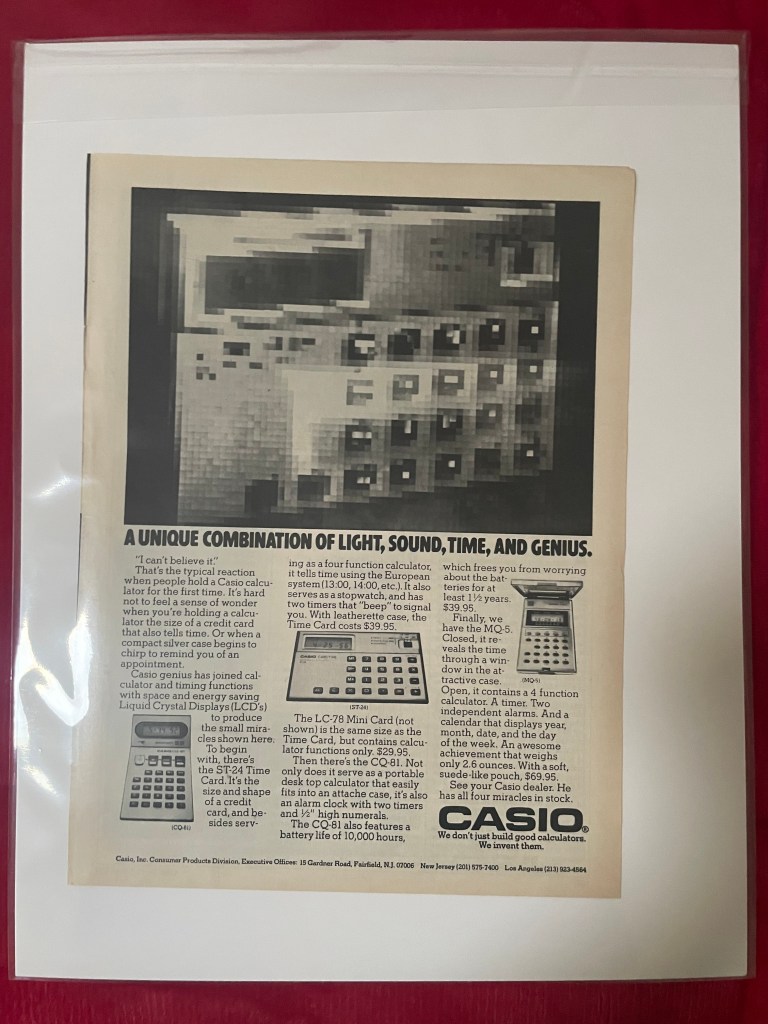 A UNIQUE COMBINATION OF LIGHT, SOUND, TIME, AND GENIUS.
"I can't believe it."
That's the typical reaction
when people hold a Casio calcu-
lator for the first time. It's hard
not to feel a sense of wonder
when you're holding a calcu-
lator the size of a credit card
that also tells time. Or when a
compact silver case begins to
chirp to remind you of an
appointment.
Casio genius has joined cal-
culator and timing functions
with space and energy saving
Liquid Crystal Displays (LCD's)
to produce
the small mira-
cles shown here.
To begin
with, there's
the ST-24 Time
Card. It's the
size and shape
of a credit
card, and be-
sides serv-
(CQ-81)
ing as a four function calculator,
it tells time using the European
system (13:00, 14:00, etc.). It also
serves as a stopwatch, and has
two timers that "beep" to signal
you. With leatherette case, the
Time Card costs $39.95.
(ST-24)
The LC-78 Mini Card (not
shown) is the same size as the
Time Card, but contains calcu-
lator functions only. $29.95.
Then there's the CQ-81. Not
only does it serve as a portable
desk top calculator that easily
fits into an attache case, it's also
an alarm clock with two timers
and ½" high numerals.
The CQ-81 also features a
battery life of 10,000 hours,
which frees you from worrying
about the bat-
teries for at
least 1½ years.
$39.95.
Finally, we
have the MQ-5.
Closed, it re-
veals the time
through a win-
dow in the at-
tractive case.
(MQ-5)
Open, it contains a 4 function
calculator. A timer. Two
independent alarms. And a
calendar that displays year,
month, date, and the day
of the week. An awesome
achievement that weighs
only 2.6 ounces. With a soft,
suede-like pouch, $69.95.
See your Casio dealer. He
has all four miracles in stock.
CASIO®
We don't just build good calculators.
We invent them.
Casio, Inc. Consumer Products Division, Executive Offices: 15 Gardner Road, Fairfield, N.J. 07006 New Jersey (201) 575-7400 Los Angeles (213) 923-4564